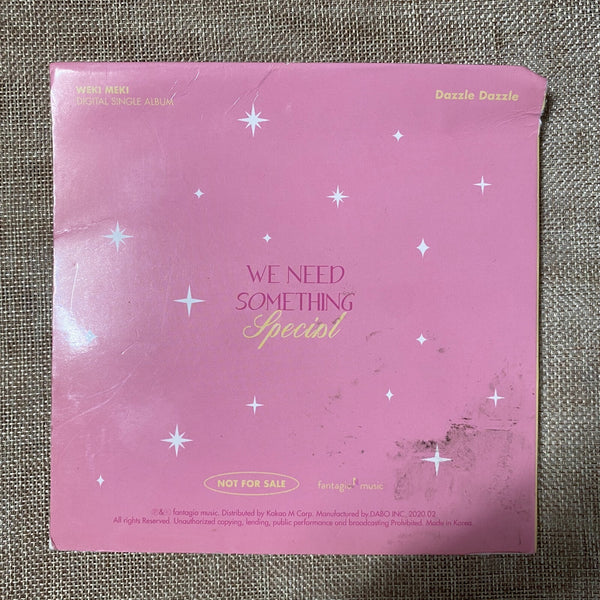 WEKI MEKI
DIGITAL SINGLE ALBUM
Dazzle Dazzle
WE NEED
SOMETHING
Special
NOT FOR SALE
fantagio music
℗&ⓒ fantagio music. Distributed by Kakao M Corp. Manufactured by DABO INC, 2020.02
All rights Reserved. Unauthorized copying, lending, public performance and broadcasting Prohibited. Made in Korea.